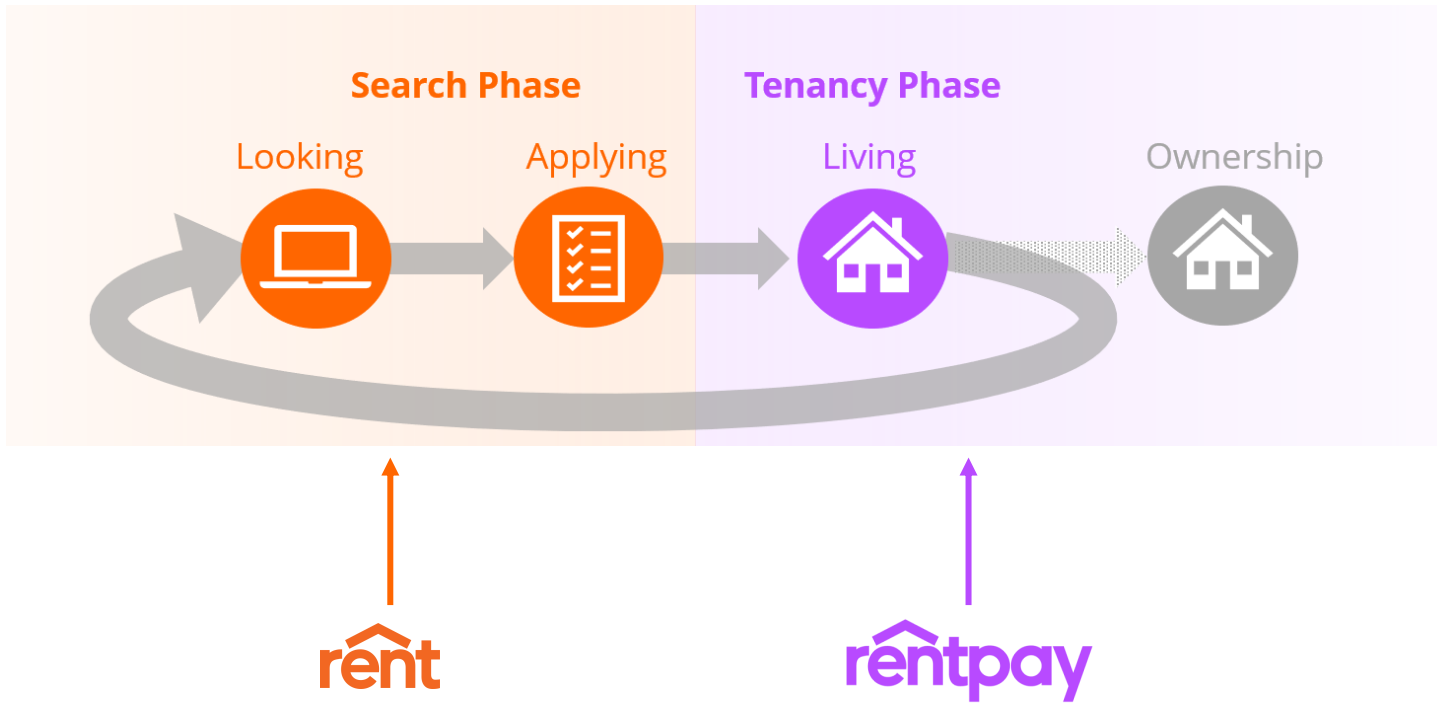 Search Phase
Tenancy Phase
Looking
Applying
Living
Ownership
rent
rentpay